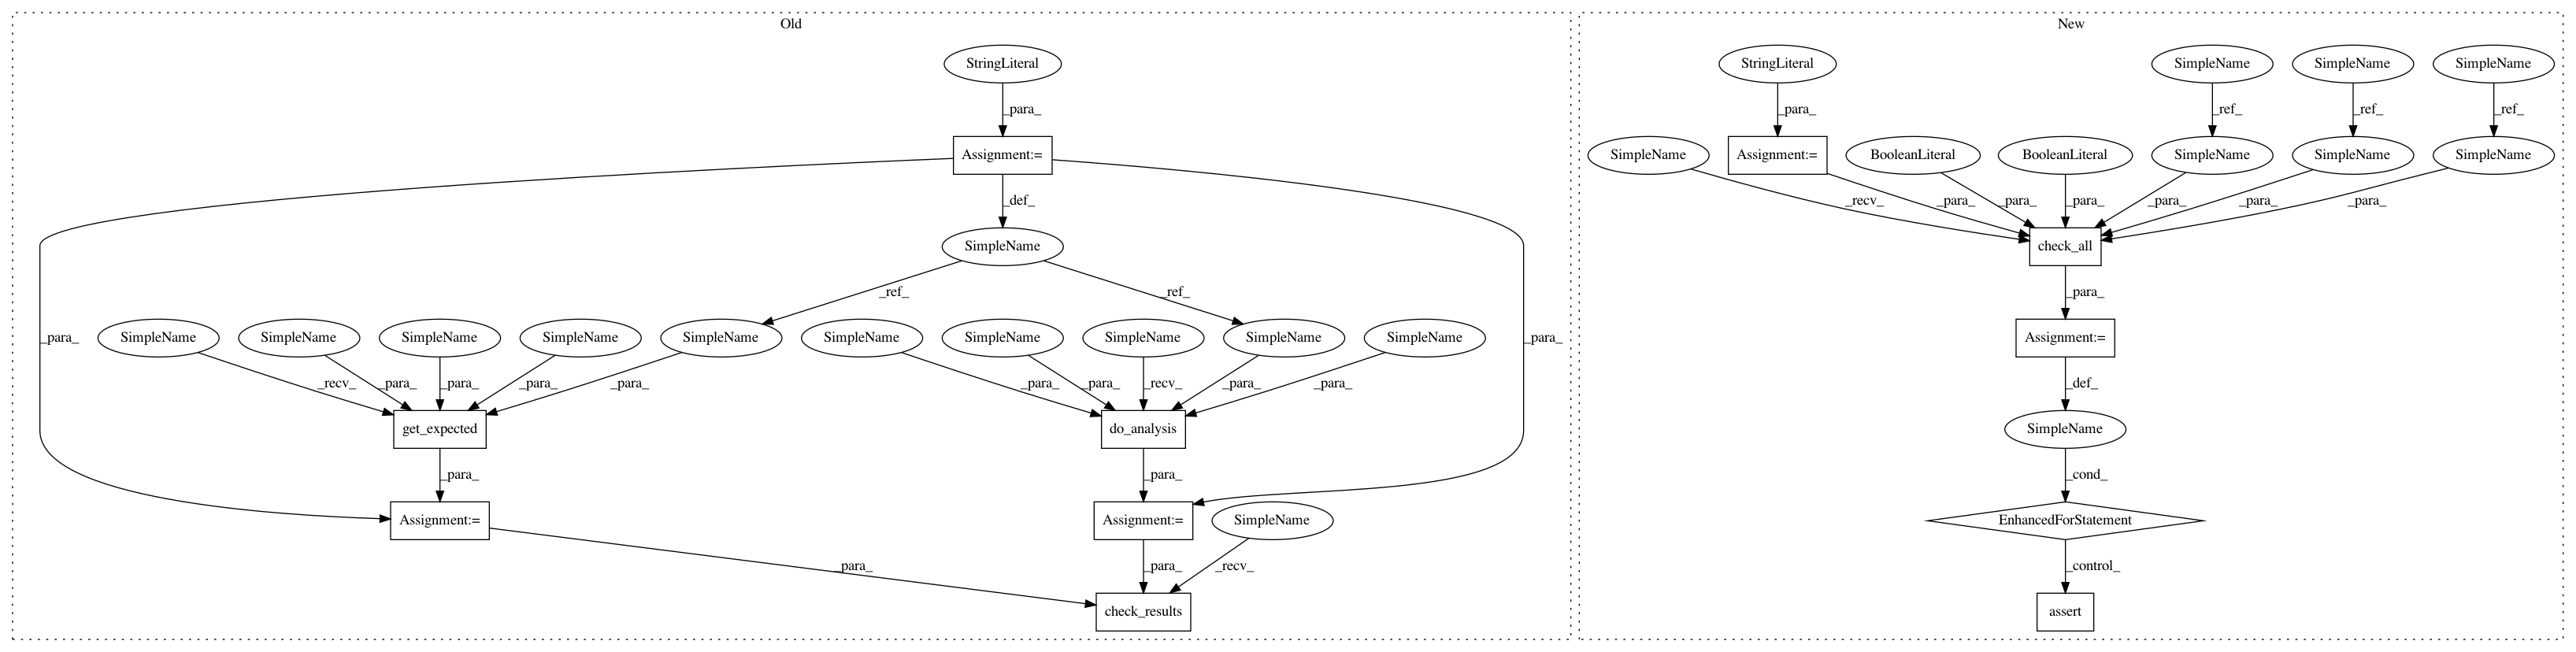 Old
New
StringLiteral
StringLiteral
SimpleName
SimpleName
SimpleName
_para_
_para_
_ref_
_ref_
_ref_
Assignment:=
SimpleName
Assignment:=
BooleanLiteral
BooleanLiteral
SimpleName
SimpleName
SimpleName
_def_
_recv_
_para_
_para_
_para_
_para_
_para_
_para_
SimpleName
check_all
_ref_
_ref_
_para_
_para_
_para_
SimpleName
SimpleName
SimpleName
SimpleName
SimpleName
SimpleName
SimpleName
SimpleName
SimpleName
SimpleName
Assignment:=
_recv_
_para_
_para_
_para_
_para_
_para_
_para_
_recv_
_para_
_para_
_def_
get_expected
do_analysis
SimpleName
_para_
_para_
_cond_
Assignment:=
Assignment:=
SimpleName
EnhancedForStatement
_para_
_para_
_recv_
_control_
check_results
assert